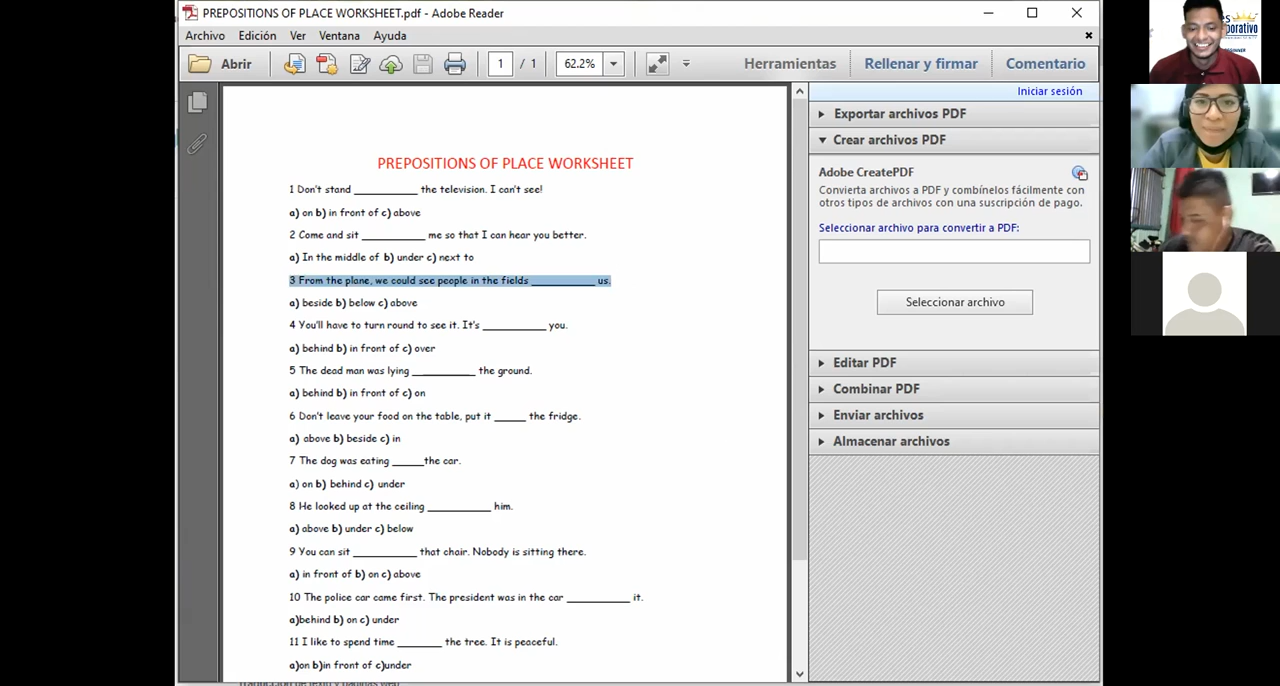 PREPOSITIONS OF PLACE WORKSHEET.pdf - Adobe Reader
Archivo Edición Ver Ventana Ayuda
Abrir 1 / 1 62.2% Herramientas Rellenar y firmar Comentario
Iniciar sesión
Exportar archivos PDF
Crear archivos PDF
Adobe CreatePDF
Convierta archivos a PDF y combínelos fácilmente con
otros tipos de archivos con una suscripción de pago.
Seleccionar archivo para convertir a PDF:
Seleccionar archivo
Editar PDF
Combinar PDF
Enviar archivos
Almacenar archivos
PREPOSITIONS OF PLACE WORKSHEET
1 Don't stand __________ the television. I can't see!
a) on b) in front of c) above
2 Come and sit __________ me so that I can hear you better.
a) In the middle of b) under c) next to
3 From the plane, we could see people in the fields __________ us.
a) beside b) below c) above
4 You'll have to turn round to see it. It's __________ you.
a) behind b) in front of c) over
5 The dead man was lying __________ the ground.
a) behind b) in front of c) on
6 Don't leave your food on the table, put it _____ the fridge.
a) above b) beside c) in
7 The dog was eating _____the car.
a) on b) behind c) under
8 He looked up at the ceiling __________ him.
a) above b) under c) below
9 You can sit __________ that chair. Nobody is sitting there.
a) in front of b) on c) above
10 The police car came first. The president was in the car __________ it.
a)behind b) on c) under
11 I like to spend time _______ the tree. It is peaceful.
a)on b)in front of c)under